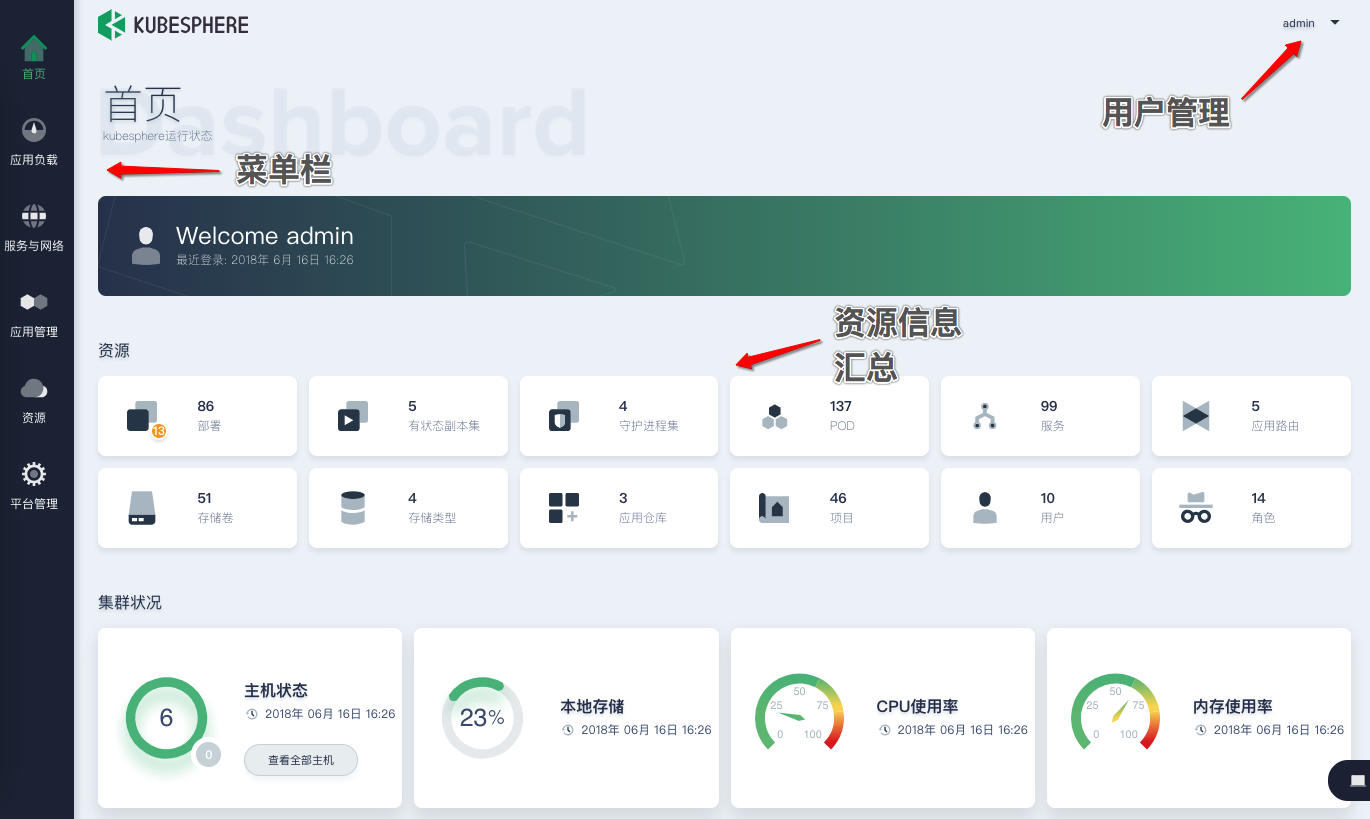 KUBESPHERE
admin
首页
应用负载
服务与网络
应用管理
资源
平台管理
Dashboard
首页
kubesphere运行状态
用户管理
菜单栏
Welcome admin
最近登录: 2018年 6月 16日 16:26
资源信息
汇总
资源
86
部署
13
5
有状态副本集
4
守护进程集
137
POD
99
服务
5
应用路由
51
存储卷
4
存储类型
3
应用仓库
46
项目
10
用户
14
角色
集群状况
6
0
主机状态
2018年 06月 16日 16:26
查看全部主机
23%
本地存储
2018年 06月 16日 16:26
0
25
50
75
100
CPU使用率
2018年 06月 16日 16:26
0
25
50
75
100
内存使用率
2018年 06月 16日 16:26